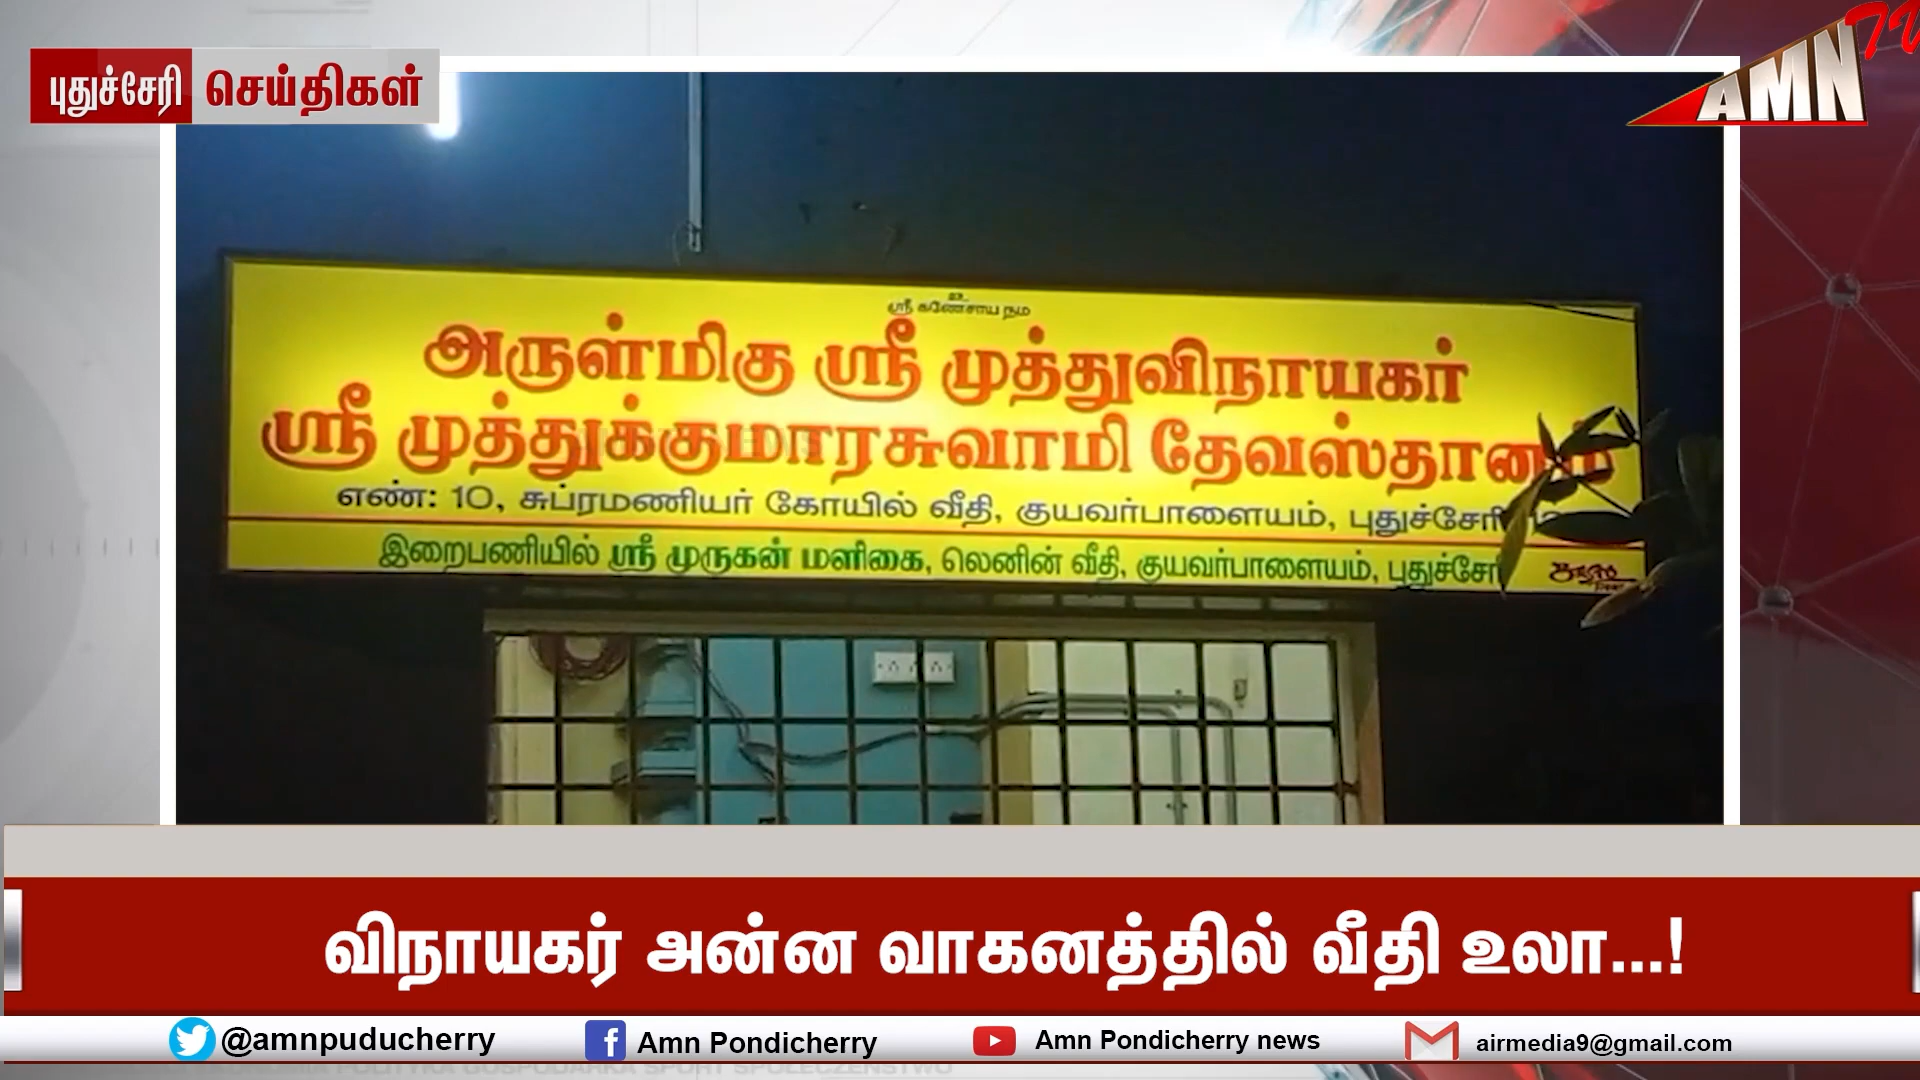 புதுச்சேரி செய்திகள்
AMN TV
உ
ஸ்ரீ கணேசாய நம
அருள்மிகு ஸ்ரீ முத்துவிநாயகர்
ஸ்ரீ முத்துக்குமாரசுவாமி தேவஸ்தானம்
எண்: 10, சுப்ரமணியர் கோயில் வீதி, குயவர்பாளையம், புதுச்சேரி
இறைபணியில் ஸ்ரீ முருகன் மளிகை, லெனின் வீதி, குயவர்பாளையம், புதுச்சேரி
விநாயகர் அன்ன வாகனத்தில் வீதி உலா...!
@amnpuducherry Amn Pondicherry Amn Pondicherry news airmedia9@gmail.com